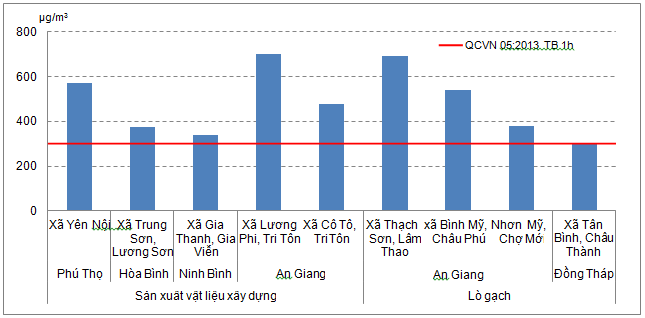 µg/m³
800
QCVN 05:2013 TB 1h
600
400
200
0
Xã Yên Nội Xã Trung Xã Gia Xã Lương Xã Cô Tô, Xã Thạch xã Bình Mỹ, Nhơn Mỹ, Xã Tân
Sơn, Thanh, Gia Phi, Tri Tôn Tri Tôn Sơn, Lâm Châu Phú Chợ Mới Bình, Châu
Lương Sơn Viễn Thao Thành
Phú Thọ Hòa Bình Ninh Bình An Giang An Giang Đồng Tháp
Sản xuất vật liệu xây dựng Lò gạch